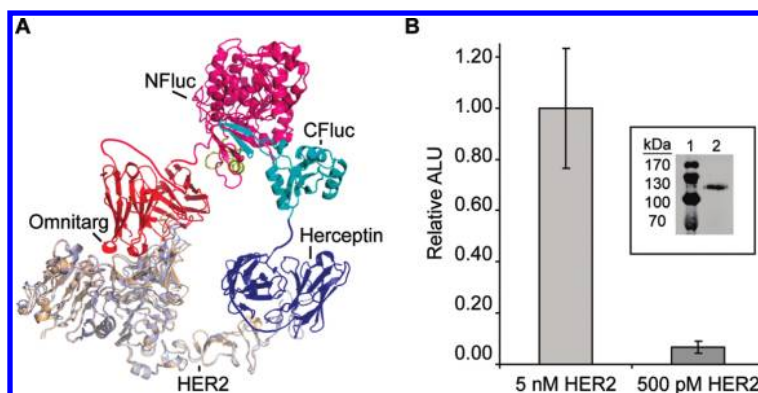 A
NFluc
CFluc
Omnitarg
Herceptin
HER2
B
Relative ALU
1.20
1.00
0.80
0.60
0.40
0.20
0.00
5 nM HER2 500 pM HER2
kDa 1 2
170
130
100
70